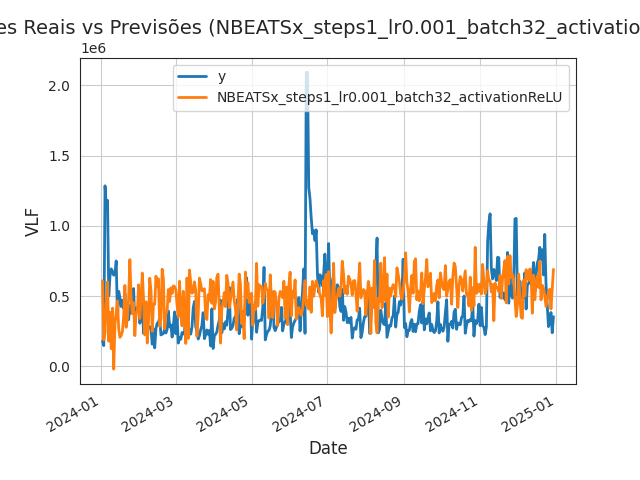 es Reais vs Previsões (NBEATSx_steps1_lr0.001_batch32_activatio
1e6
y
NBEATSx_steps1_lr0.001_batch32_activationReLU
2.0
1.5
1.0
0.5
0.0
VLF
2024-01
2024-03
2024-05
2024-07
2024-09
2024-11
2025-01
Date